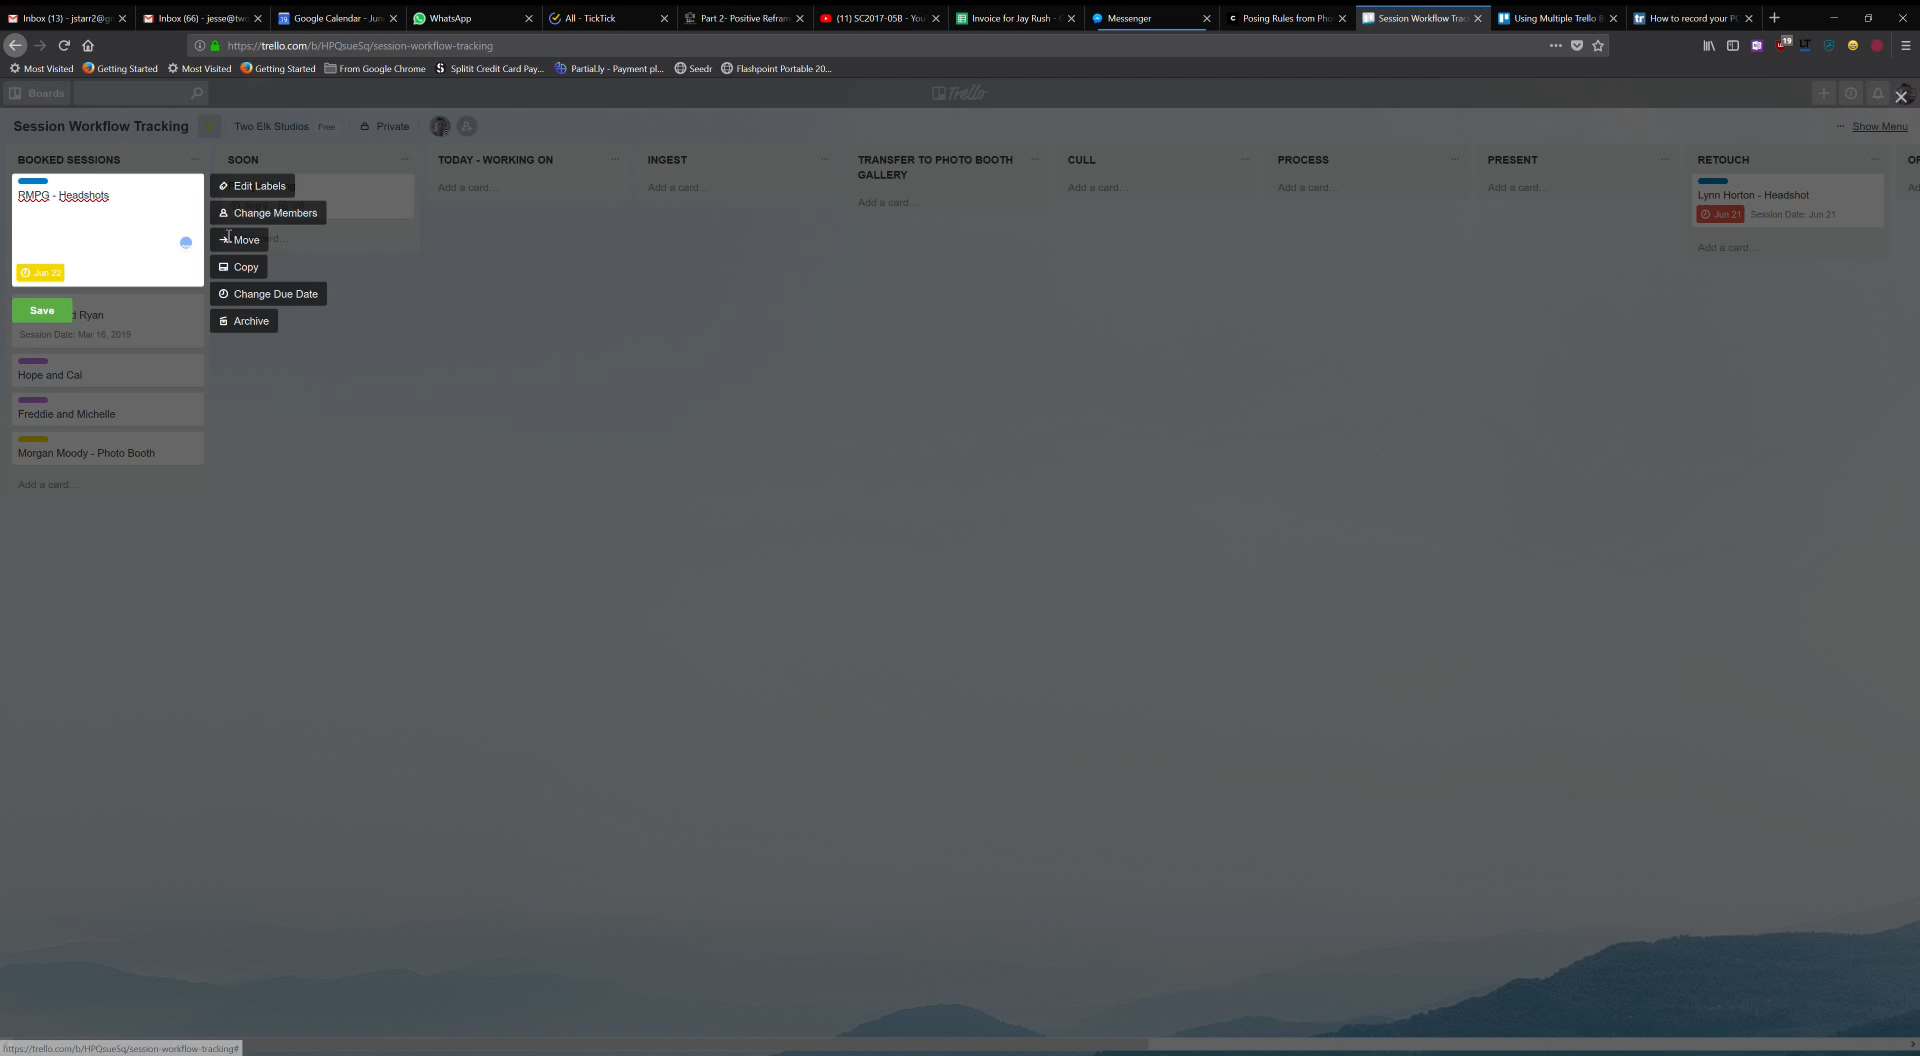 Inbox (13) - jstarr2@gr
Inbox (66) - jesse@two
Google Calendar - June
WhatsApp
All - TickTick
Part 2- Positive Refram
(11) SC2017-05B - You
Invoice for Jay Rush - G
Messenger
Posing Rules from Pho
Session Workflow Trac
Using Multiple Trello B
How to record your PC
https://trello.com/b/HPQsueSq/session-workflow-tracking
19
LT
Most Visited
Getting Started
Most Visited
Getting Started
From Google Chrome
Splitit Credit Card Pay...
Partial.ly - Payment pl...
Seedr
Flashpoint Portable 20...
Boards
Trello
Session Workflow Tracking
Two Elk Studios Free
Private
Show Menu
BOOKED SESSIONS
RMPG - Headshots
Jun 22
Save
d Ryan
Session Date: Mar 16, 2019
Hope and Cal
Freddie and Michelle
Morgan Moody - Photo Booth
Add a card...
Edit Labels
Change Members
Move
Copy
Change Due Date
Archive
SOON
TODAY - WORKING ON
Add a card...
INGEST
Add a card...
TRANSFER TO PHOTO BOOTH
GALLERY
Add a card...
CULL
Add a card...
PROCESS
Add a card...
PRESENT
Add a card...
RETOUCH
Lynn Horton - Headshot
Jun 21 Session Date: Jun 21
Add a card...
https://trello.com/b/HPQsueSq/session-workflow-tracking#